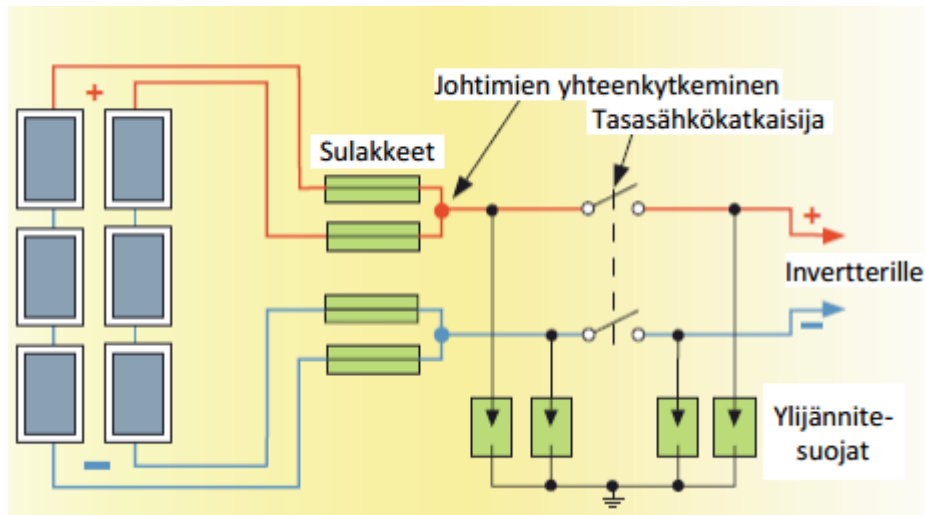 Johtimien yhteenkytkeminen
Tasasähkökatkaisija
+
Sulakkeet
+
Invertterille
−
Ylijännite-
suojat
−